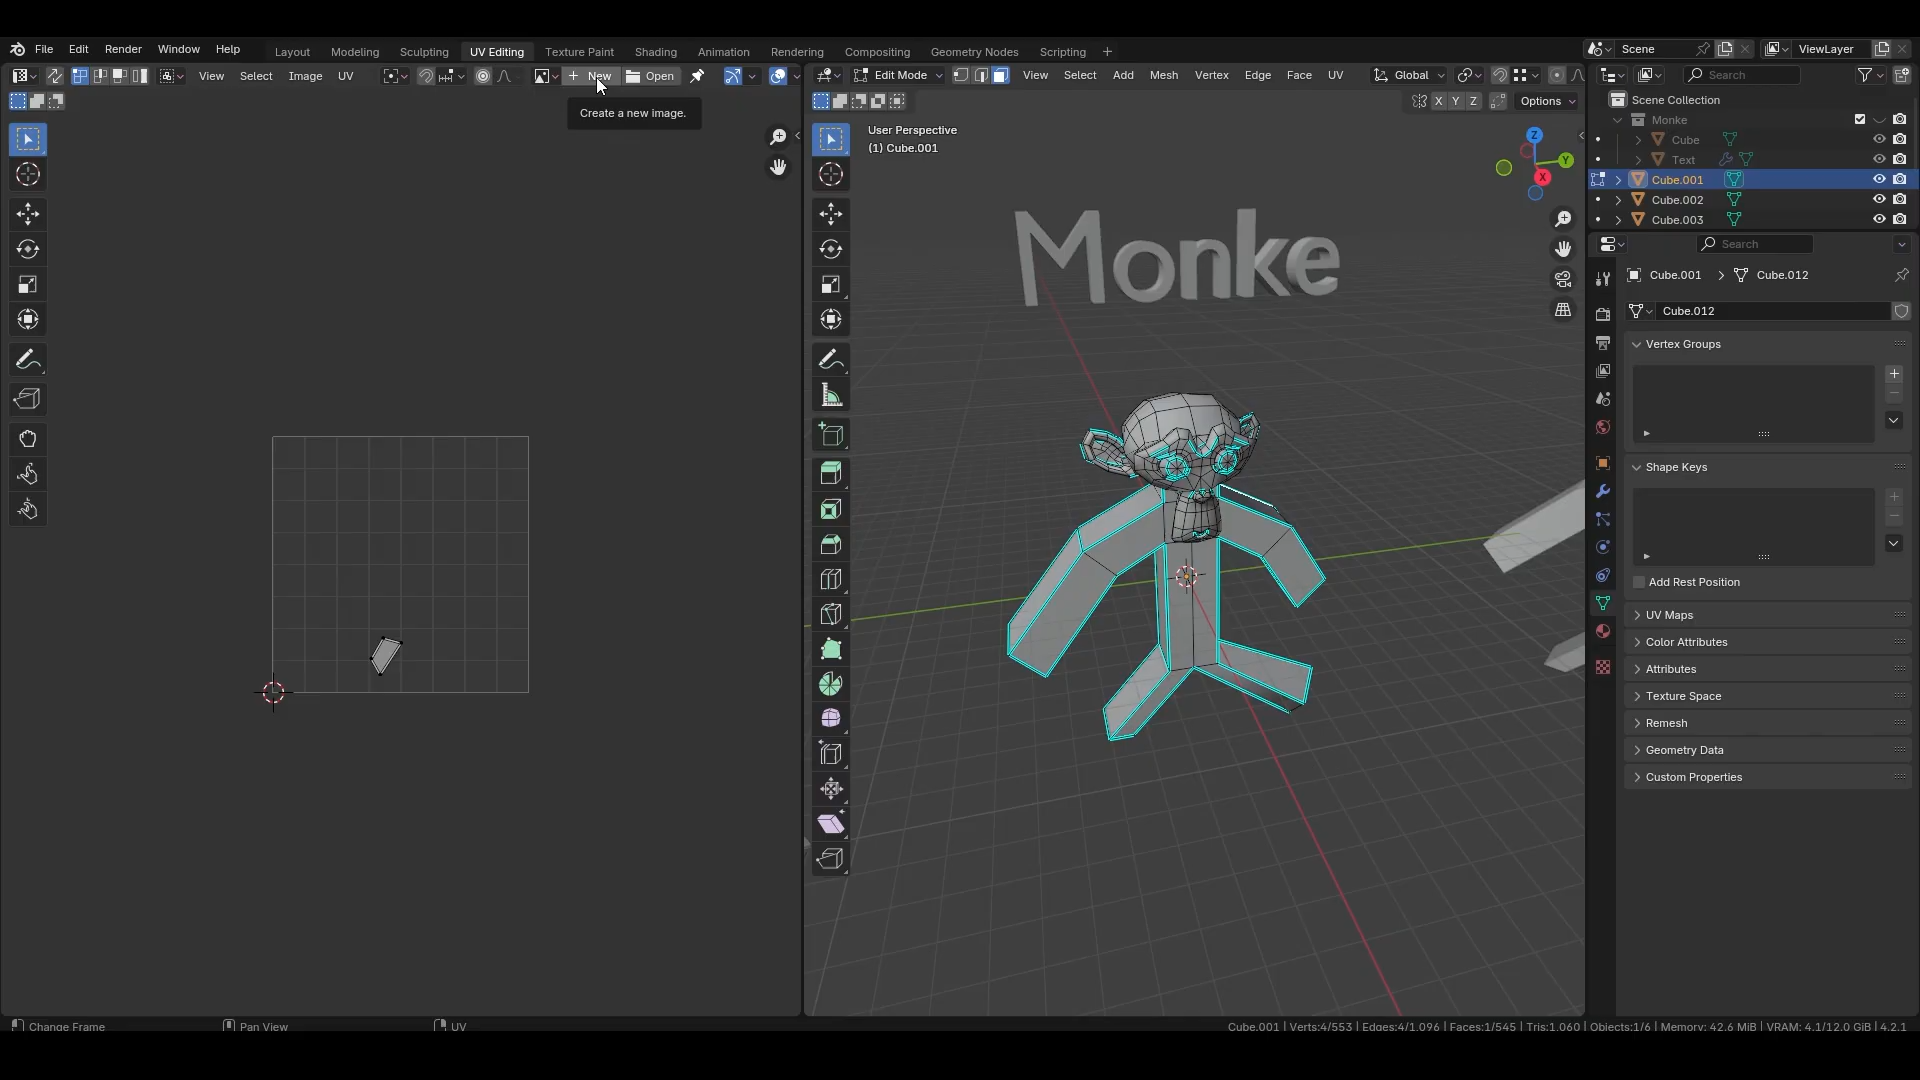 File Edit Render Window Help Layout Modeling Sculpting UV Editing Texture Paint Shading Animation Rendering Compositing Geometry Nodes Scripting + Scene ViewLayer
View Select Image UV New Open
Create a new image.
Edit Mode View Select Add Mesh Vertex Edge Face UV Global
X Y Z Options
User Perspective
(1) Cube.001
Z
Y
X
Monke
Search
Scene Collection
Monke
Cube
Text
Cube.001
Cube.002
Cube.003
Search
Cube.001 Cube.012
Cube.012
Vertex Groups
Shape Keys
Add Rest Position
UV Maps
Color Attributes
Attributes
Texture Space
Remesh
Geometry Data
Custom Properties
Change Frame Pan View UV Cube.001 | Verts:4/553 | Edges:4/1.096 | Faces:1/545 | Tris:1.060 | Objects:1/6 | Memory: 42.6 MiB | VRAM: 4.1/12.0 GiB | 4.2.1